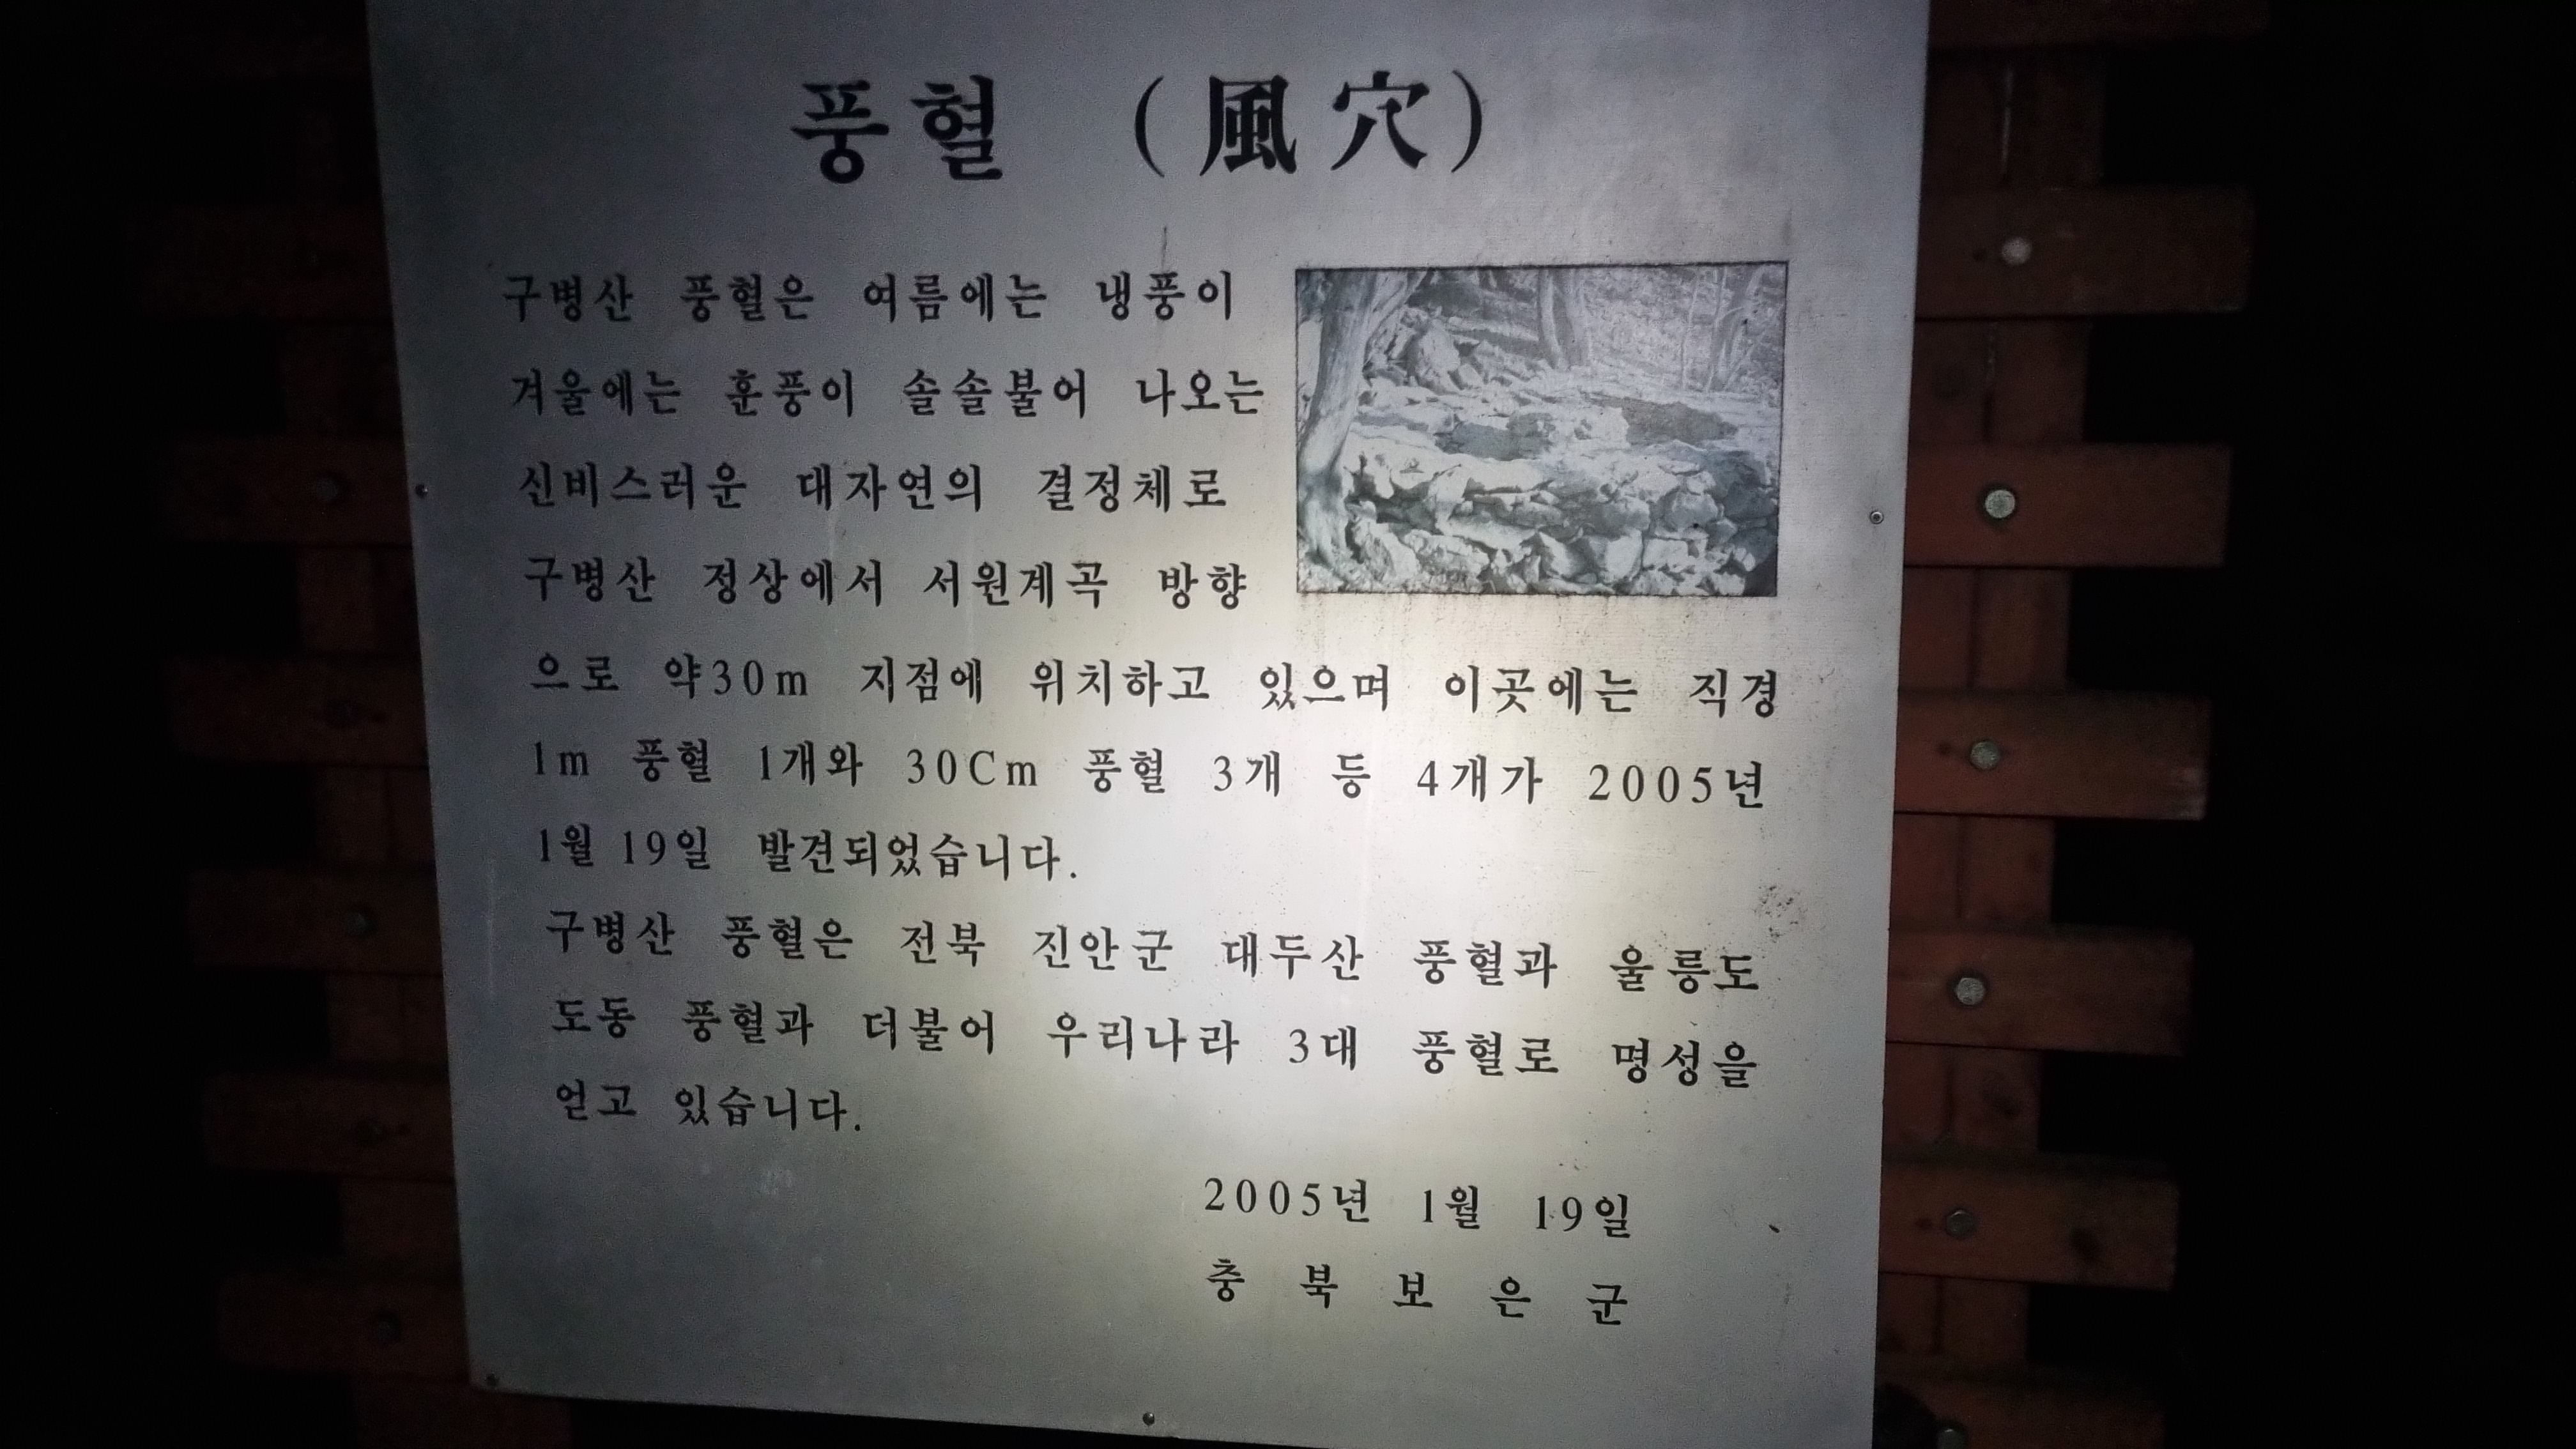 풍혈 (風穴)
구병산 풍혈은 여름에는 냉풍이
겨울에는 훈풍이 솔솔불어 나오는
신비스러운 대자연의 결정체로
구병산 정상에서 서원계곡 방향
으로 약30m 지점에 위치하고 있으며 이곳에는 직경
1m 풍혈 1개와 30Cm 풍혈 3개 등 4개가 2005년
1월 19일 발견되었습니다.
구병산 풍혈은 전북 진안군 대두산 풍혈과 울릉도
도동 풍혈과 더불어 우리나라 3대 풍혈로 명성을
얻고 있습니다.
2005년 1월 19일
충 북 보 은 군